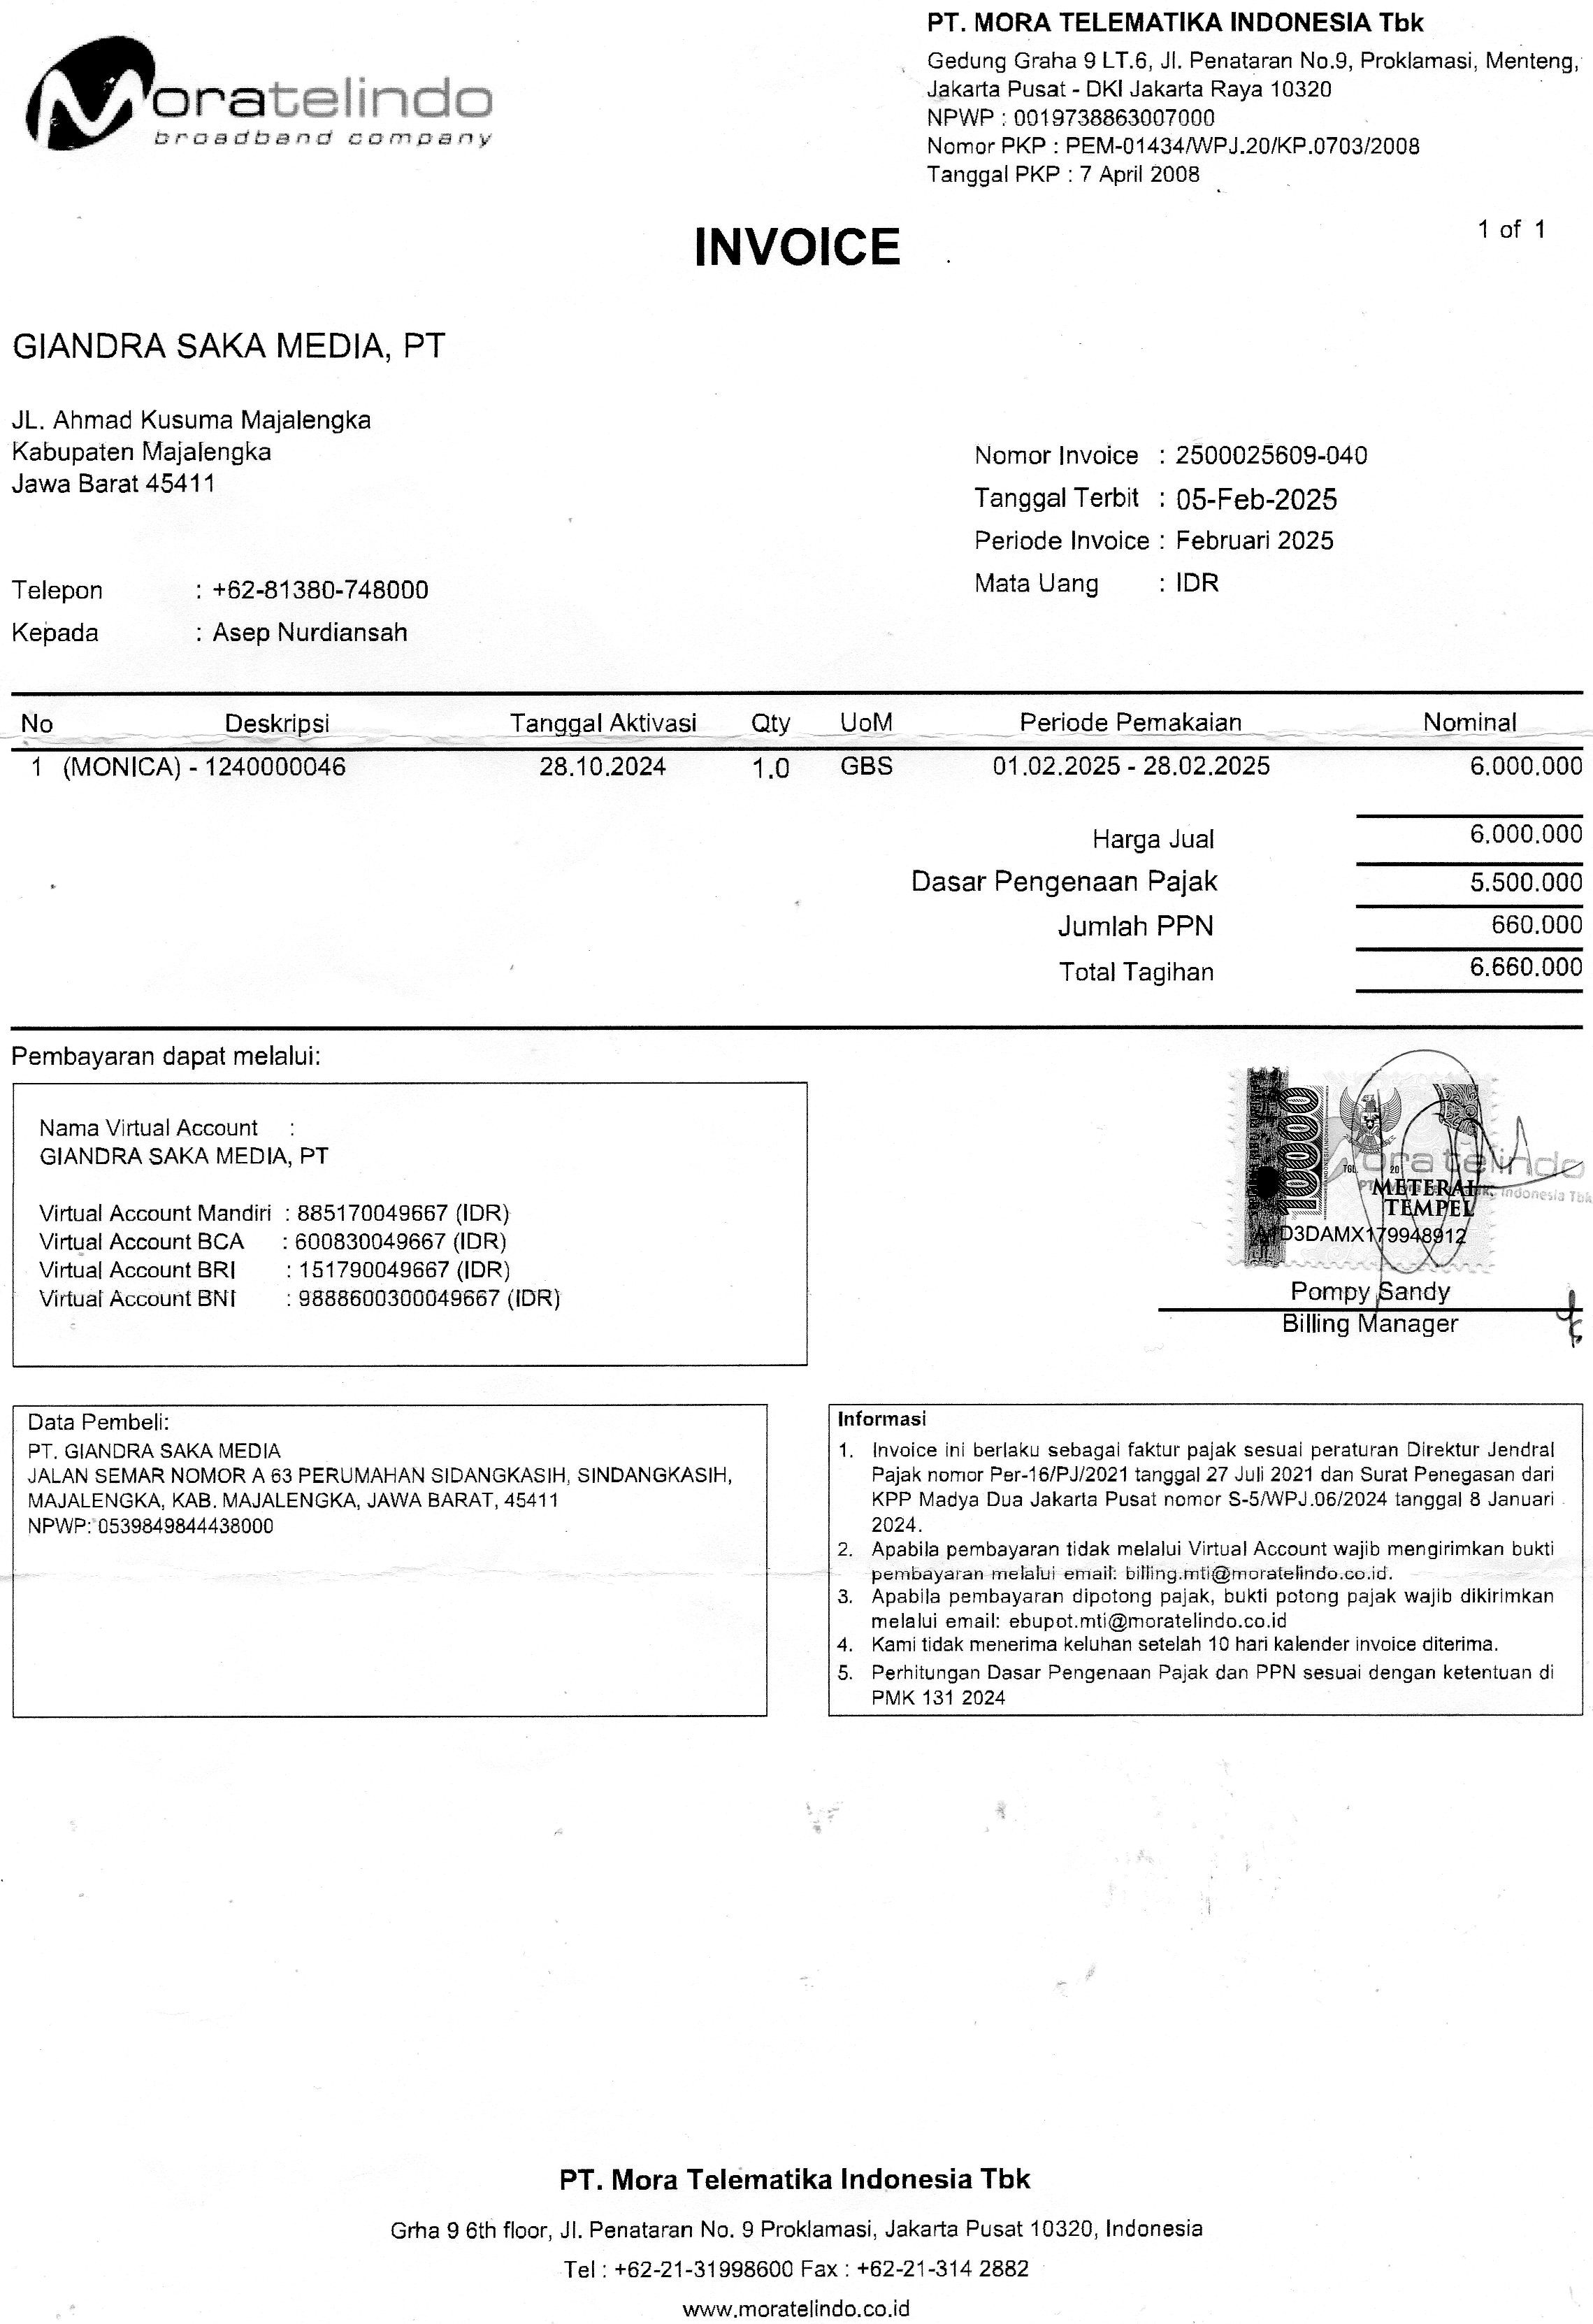 Moratelindo
broadband company
PT. MORA TELEMATIKA INDONESIA Tbk
Gedung Graha 9 LT.6, Jl. Penataran No.9, Proklamasi, Menteng,
Jakarta Pusat - DKI Jakarta Raya 10320
NPWP : 0019738863007000
Nomor PKP : PEM-01434/WPJ.20/KP.0703/2008
Tanggal PKP : 7 April 2008
INVOICE
1 of 1
GIANDRA SAKA MEDIA, PT
JL. Ahmad Kusuma Majalengka
Kabupaten Majalengka
Jawa Barat 45411
Telepon : +62-81380-748000
Kepada : Asep Nurdiansah
Nomor Invoice : 2500025609-040
Tanggal Terbit : 05-Feb-2025
Periode Invoice : Februari 2025
Mata Uang : IDR
No Deskripsi Tanggal Aktivasi Qty UoM Periode Pemakaian Nominal
1 (MONICA) - 1240000046 28.10.2024 1.0 GBS 01.02.2025 - 28.02.2025 6.000.000
Harga Jual 6.000.000
Dasar Pengenaan Pajak 5.500.000
Jumlah PPN 660.000
Total Tagihan 6.660.000
Pembayaran dapat melalui:
Nama Virtual Account :
GIANDRA SAKA MEDIA, PT
Virtual Account Mandiri : 885170049667 (IDR)
Virtual Account BCA : 600830049667 (IDR)
Virtual Account BRI : 151790049667 (IDR)
Virtual Account BNI : 9888600300049667 (IDR)
10000
TGL 20
Moratelindo
Indonesia Tbk
METERAI
TEMPEL
D3DAMX179948912
Pompy Sandy
Billing Manager
Data Pembeli:
PT. GIANDRA SAKA MEDIA
JALAN SEMAR NOMOR A 63 PERUMAHAN SIDANGKASIH, SINDANGKASIH,
MAJALENGKA, KAB. MAJALENGKA, JAWA BARAT, 45411
NPWP: 0539849844438000
Informasi
1. Invoice ini berlaku sebagai faktur pajak sesuai peraturan Direktur Jendral
Pajak nomor Per-16/PJ/2021 tanggal 27 Juli 2021 dan Surat Penegasan dari
KPP Madya Dua Jakarta Pusat nomor S-5/WPJ.06/2024 tanggal 8 Januari
2024.
2. Apabila pembayaran tidak melalui Virtual Account wajib mengirimkan bukti
pembayaran melalui email: billing.mti@moratelindo.co.id.
3. Apabila pembayaran dipotong pajak, bukti potong pajak wajib dikirimkan
melalui email: ebupot.mti@moratelindo.co.id
4. Kami tidak menerima keluhan setelah 10 hari kalender invoice diterima.
5. Perhitungan Dasar Pengenaan Pajak dan PPN sesuai dengan ketentuan di
PMK 131 2024
PT. Mora Telematika Indonesia Tbk
Grha 9 6th floor, Jl. Penataran No. 9 Proklamasi, Jakarta Pusat 10320, Indonesia
Tel : +62-21-31998600 Fax : +62-21-314 2882
www.moratelindo.co.id